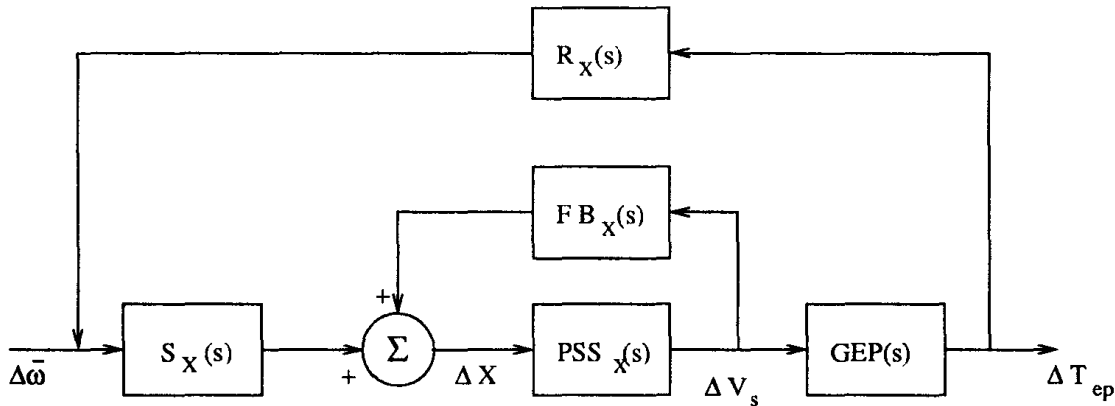 R_X(s)
FB_X(s)
+
S_X(s)
+
Σ
PSS_X(s)
GEP(s)
Δω̄
ΔX
ΔV_s
ΔT_ep